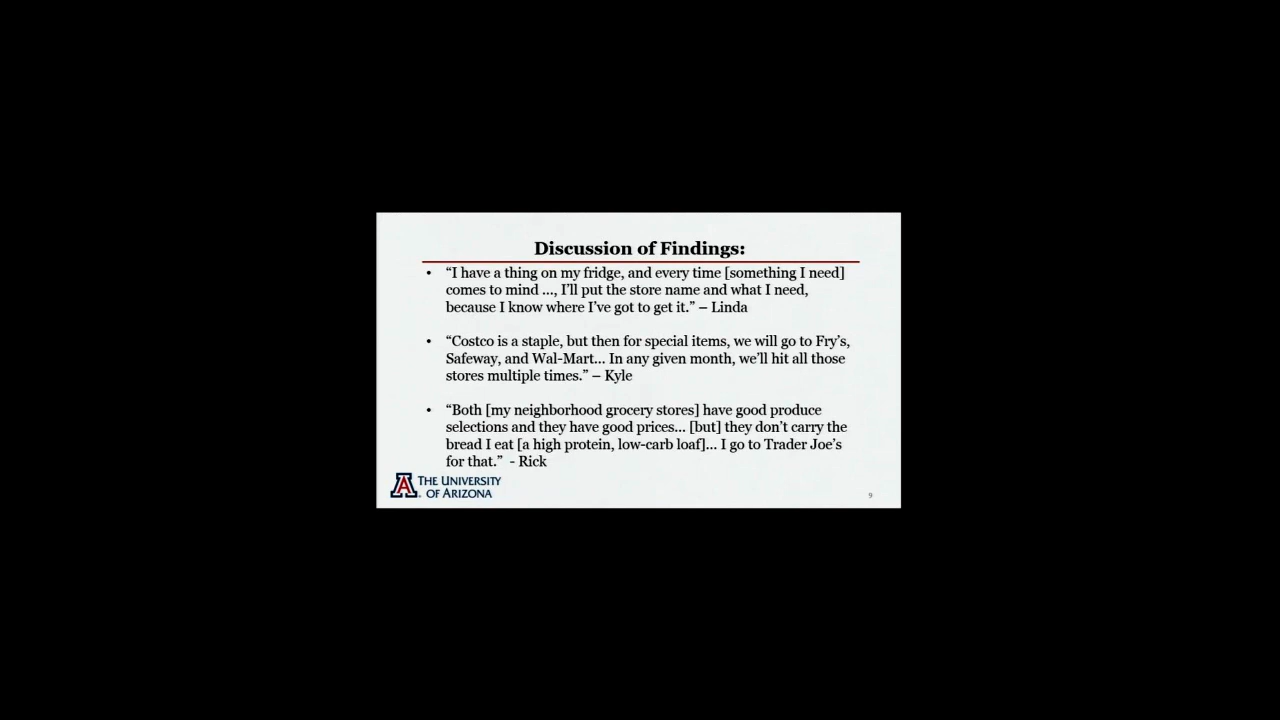 Discussion of Findings:
• “I have a thing on my fridge, and every time [something I need]
comes to mind ..., I’ll put the store name and what I need,
because I know where I’ve got to get it.” – Linda
• “Costco is a staple, but then for special items, we will go to Fry’s,
Safeway, and Wal-Mart... In any given month, we’ll hit all those
stores multiple times.” – Kyle
• “Both [my neighborhood grocery stores] have good produce
selections and they have good prices... [but] they don’t carry the
bread I eat [a high protein, low-carb loaf]... I go to Trader Joe’s
for that.”  - Rick
A THE UNIVERSITY
OF ARIZONA
9